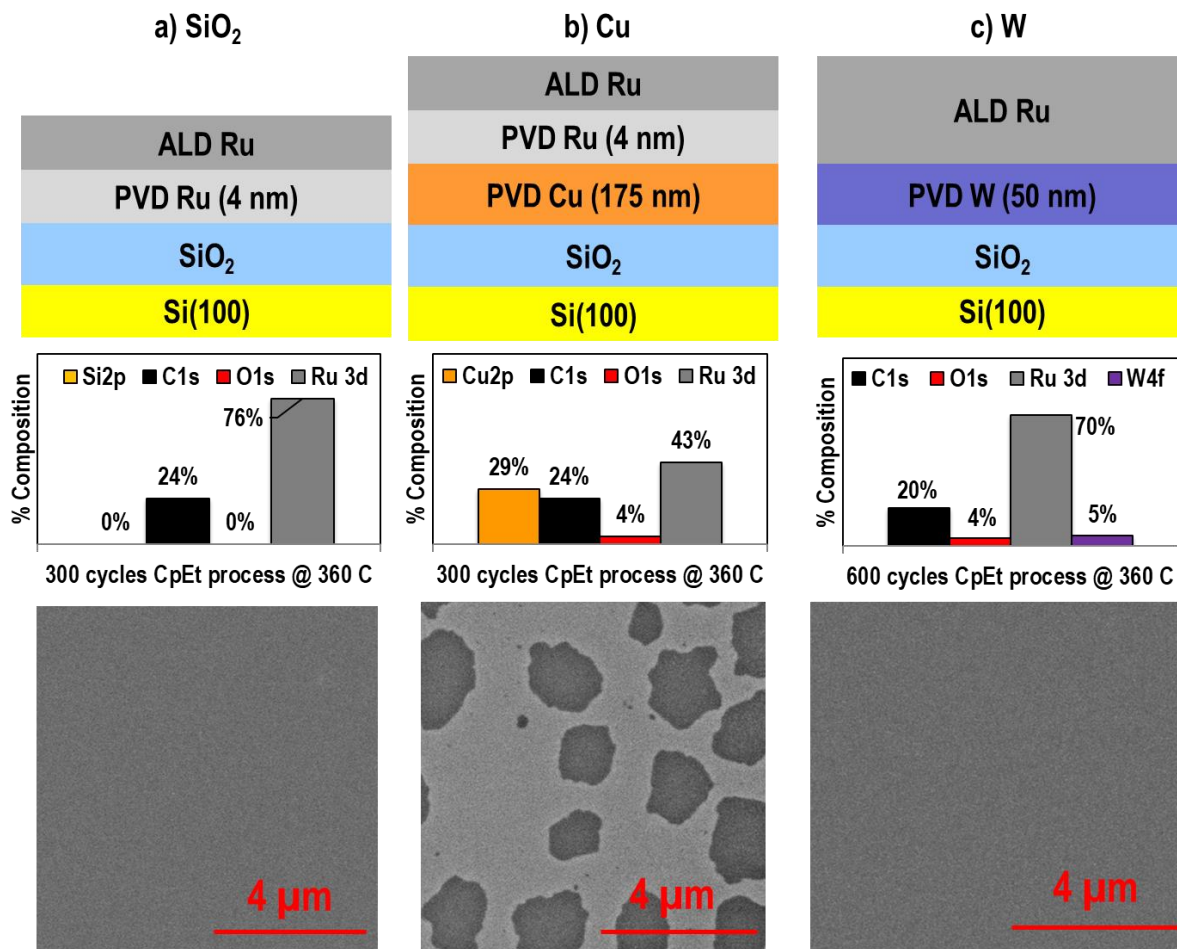 a) SiO2
ALD Ru
PVD Ru (4 nm)
SiO2
Si(100)
Si2p C1s O1s Ru 3d
76%
24%
0% 0%
% Composition
300 cycles CpEt process @ 360 C
4 µm
b) Cu
ALD Ru
PVD Ru (4 nm)
PVD Cu (175 nm)
SiO2
Si(100)
Cu2p C1s O1s Ru 3d
43%
29% 24%
4%
% Composition
300 cycles CpEt process @ 360 C
4 µm
c) W
ALD Ru
PVD W (50 nm)
SiO2
Si(100)
C1s O1s Ru 3d W4f
70%
20%
4% 5%
% Composition
600 cycles CpEt process @ 360 C
4 µm